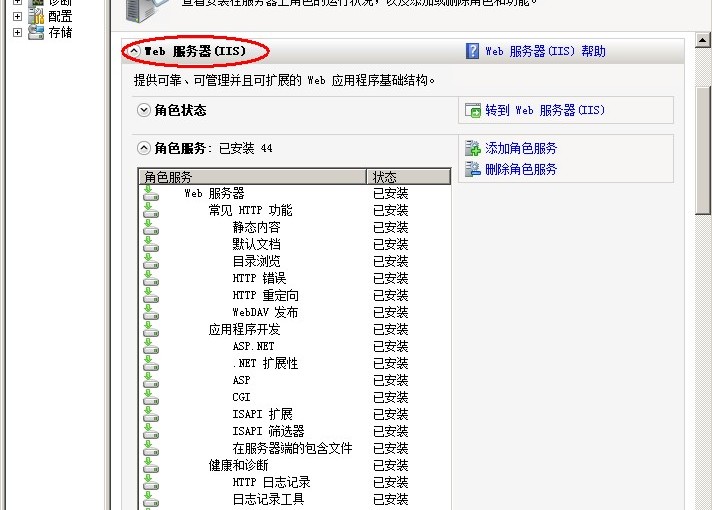 诊断
配置
存储
查看安装在服务器上角色的运行状况，以及添加或删除角色和功能。
Web 服务器(IIS)
Web 服务器(IIS) 帮助
提供可靠、可管理并且可扩展的 Web 应用程序基础结构。
角色状态
转到 Web 服务器(IIS)
角色服务: 已安装 44
添加角色服务
删除角色服务
角色服务 状态
Web 服务器 已安装
常见 HTTP 功能 已安装
静态内容 已安装
默认文档 已安装
目录浏览 已安装
HTTP 错误 已安装
HTTP 重定向 已安装
WebDAV 发布 已安装
应用程序开发 已安装
ASP.NET 已安装
.NET 扩展性 已安装
ASP 已安装
CGI 已安装
ISAPI 扩展 已安装
ISAPI 筛选器 已安装
在服务器端的包含文件 已安装
健康和诊断 已安装
HTTP 日志记录 已安装
日志记录工具 已安装